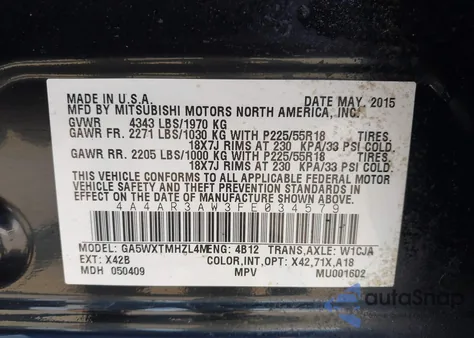 MADE IN U.S.A. DATE MAY, 2015
MFD BY MITSUBISHI MOTORS NORTH AMERICA, INC.
GVWR 4343 LBS/1970 KG
GAWR FR. 2271 LBS/1030 KG WITH P225/55R18 TIRES,
18X7J RIMS AT 230 KPA/33 PSI COLD.
GAWR RR. 2205 LBS/1000 KG WITH P225/55R18 TIRES,
18X7J RIMS AT 230 KPA/33 PSI COLD.
THIS VEHICLE CONFORMS TO ALL APPLICABLE FEDERAL MOTOR
VEHICLE SAFETY AND BUMPER AND THEFT PREVENTION STANDARDS IN
EFFECT ON THE DATE OF MANUFACTURE SHOWN ABOVE.
4A4AR3AW3FE034579
MODEL: GA5WXTMHZL4M ENG: 4B12 TRANS,AXLE: W1CJA
EXT: X42B COLOR,INT,OPT: X42,71X,A18
MDH 050409 MPV MU001602
autoSnap